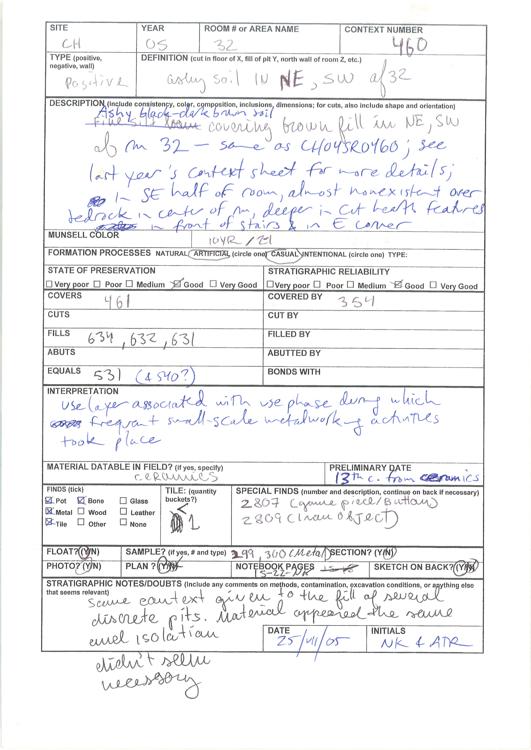 SITE YEAR ROOM # or AREA NAME CONTEXT NUMBER
CH 05 32 460
TYPE (positive, negative, wall) DEFINITION (cut in floor of X, fill of pit Y, north wall of room Z, etc.)
Positive ashy soil in NE, SW of 32
DESCRIPTION (include consistency, color, composition, inclusions, dimensions; for cuts, also include shape and orientation)
Ashy black-dark brown soil
covering brown fill in NE, SW
of rm 32 - same as CH04SR0460; see
last year's context sheet for more details;
in SE half of room, almost nonexistent over
bedrock in center of rm, deeper in cut hearth features
in front of stairs & in E corner
MUNSELL COLOR 10YR /2/1
FORMATION PROCESSES NATURAL/ARTIFICIAL (circle one) CASUAL/INTENTIONAL (circle one) TYPE:
STATE OF PRESERVATION STRATIGRAPHIC RELIABILITY
Very poor Poor Medium Good Very Good Very poor Poor Medium Good Very Good
COVERS 461 COVERED BY 354
CUTS CUT BY
FILLS 634, 632, 631 FILLED BY
ABUTS ABUTTED BY
EQUALS 531 (& 540?) BONDS WITH
INTERPRETATION
use layer associated with use phase during which
frequent small-scale metalworking activities
took place
MATERIAL DATABLE IN FIELD? (if yes, specify) PRELIMINARY DATE
ceramics 13th c. from ceramics
FINDS (tick) TILE: (quantity buckets?) SPECIAL FINDS (number and description, continue on back if necessary)
Pot Bone Glass 2807 (game piece/button)
Metal Wood Leather 1 2809 (iron object)
Tile Other None
FLOAT? (Y/N) SAMPLE? (if yes, # and type) 299, 300 (Metal) SECTION? (Y/N)
PHOTO? (Y/N) PLAN? (Y/N) NOTEBOOK PAGES 15-22-NK SKETCH ON BACK? (Y/N)
STRATIGRAPHIC NOTES/DOUBTS (Include any comments on methods, contamination, excavation conditions, or anything else that seems relevant)
same context given to the fill of several
discrete pits. Material appeared the same
and isolation
didn't seem
necessary
DATE 25/VII/05 INITIALS NK & ATR